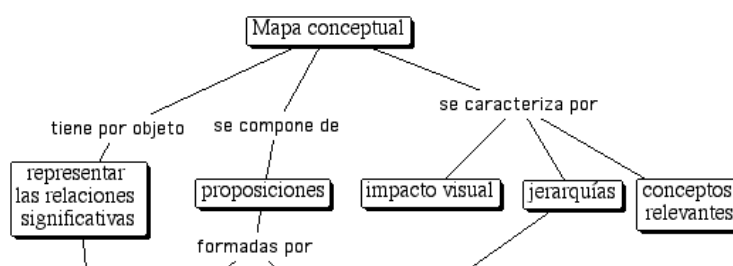 Mapa conceptual
se caracteriza por
tiene por objeto
se compone de
representar
las relaciones
significativas
proposiciones
impacto visual
jerarquías
conceptos
relevantes
formadas por